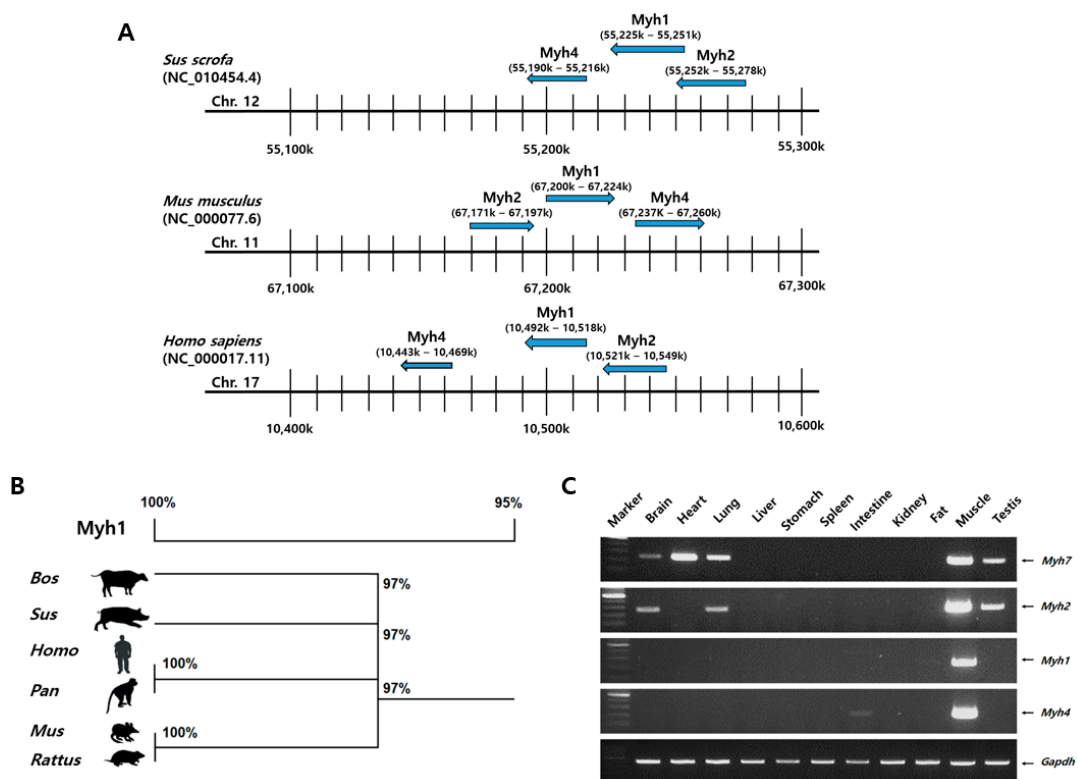 A
Sus scrofa
(NC_010454.4)
Chr. 12
Myh4
(55,190k – 55,216k)
Myh1
(55,225k – 55,251k)
Myh2
(55,252k – 55,278k)
55,100k
55,200k
55,300k
Mus musculus
(NC_000077.6)
Chr. 11
Myh2
(67,171k – 67,197k)
Myh1
(67,200k – 67,224k)
Myh4
(67,237K – 67,260k)
67,100k
67,200k
67,300k
Homo sapiens
(NC_000017.11)
Chr. 17
Myh4
(10,443k – 10,469k)
Myh1
(10,492k – 10,518k)
Myh2
(10,521k – 10,549k)
10,400k
10,500k
10,600k
B
100%
95%
Myh1
Bos
Sus
Homo
Pan
Mus
Rattus
97%
97%
100%
97%
100%
C
Marker
Brain
Heart
Lung
Liver
Stomach
Spleen
Intestine
Kidney
Fat
Muscle
Testis
← Myh7
← Myh2
← Myh1
← Myh4
← Gapdh